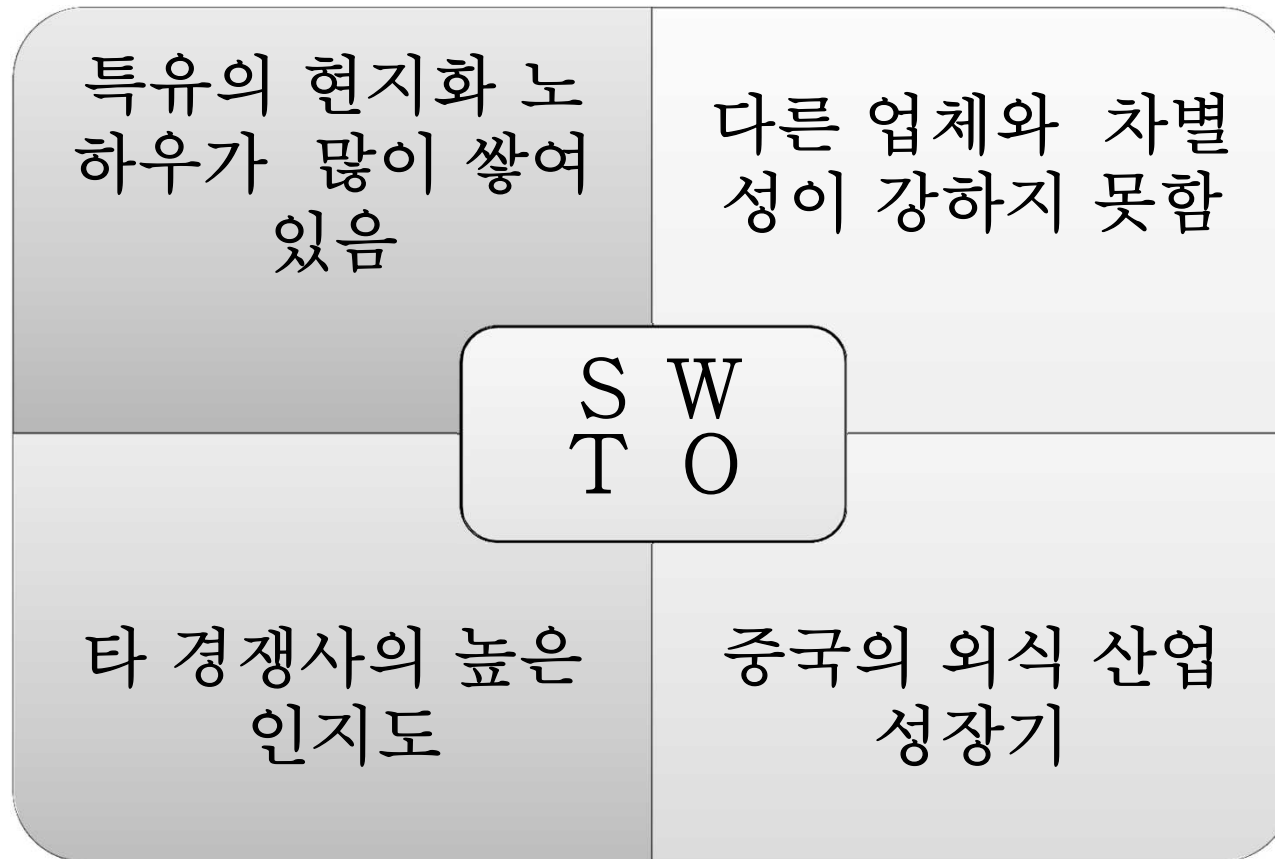 특유의 현지화 노
하우가 많이 쌓여
있음
다른 업체와 차별
성이 강하지 못함
S W
T O
타 경쟁사의 높은
인지도
중국의 외식 산업
성장기